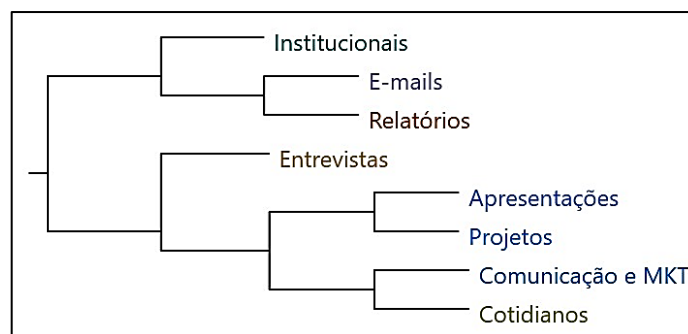 Institucionais
E-mails
Relatórios
Entrevistas
Apresentações
Projetos
Comunicação e MKT
Cotidianos